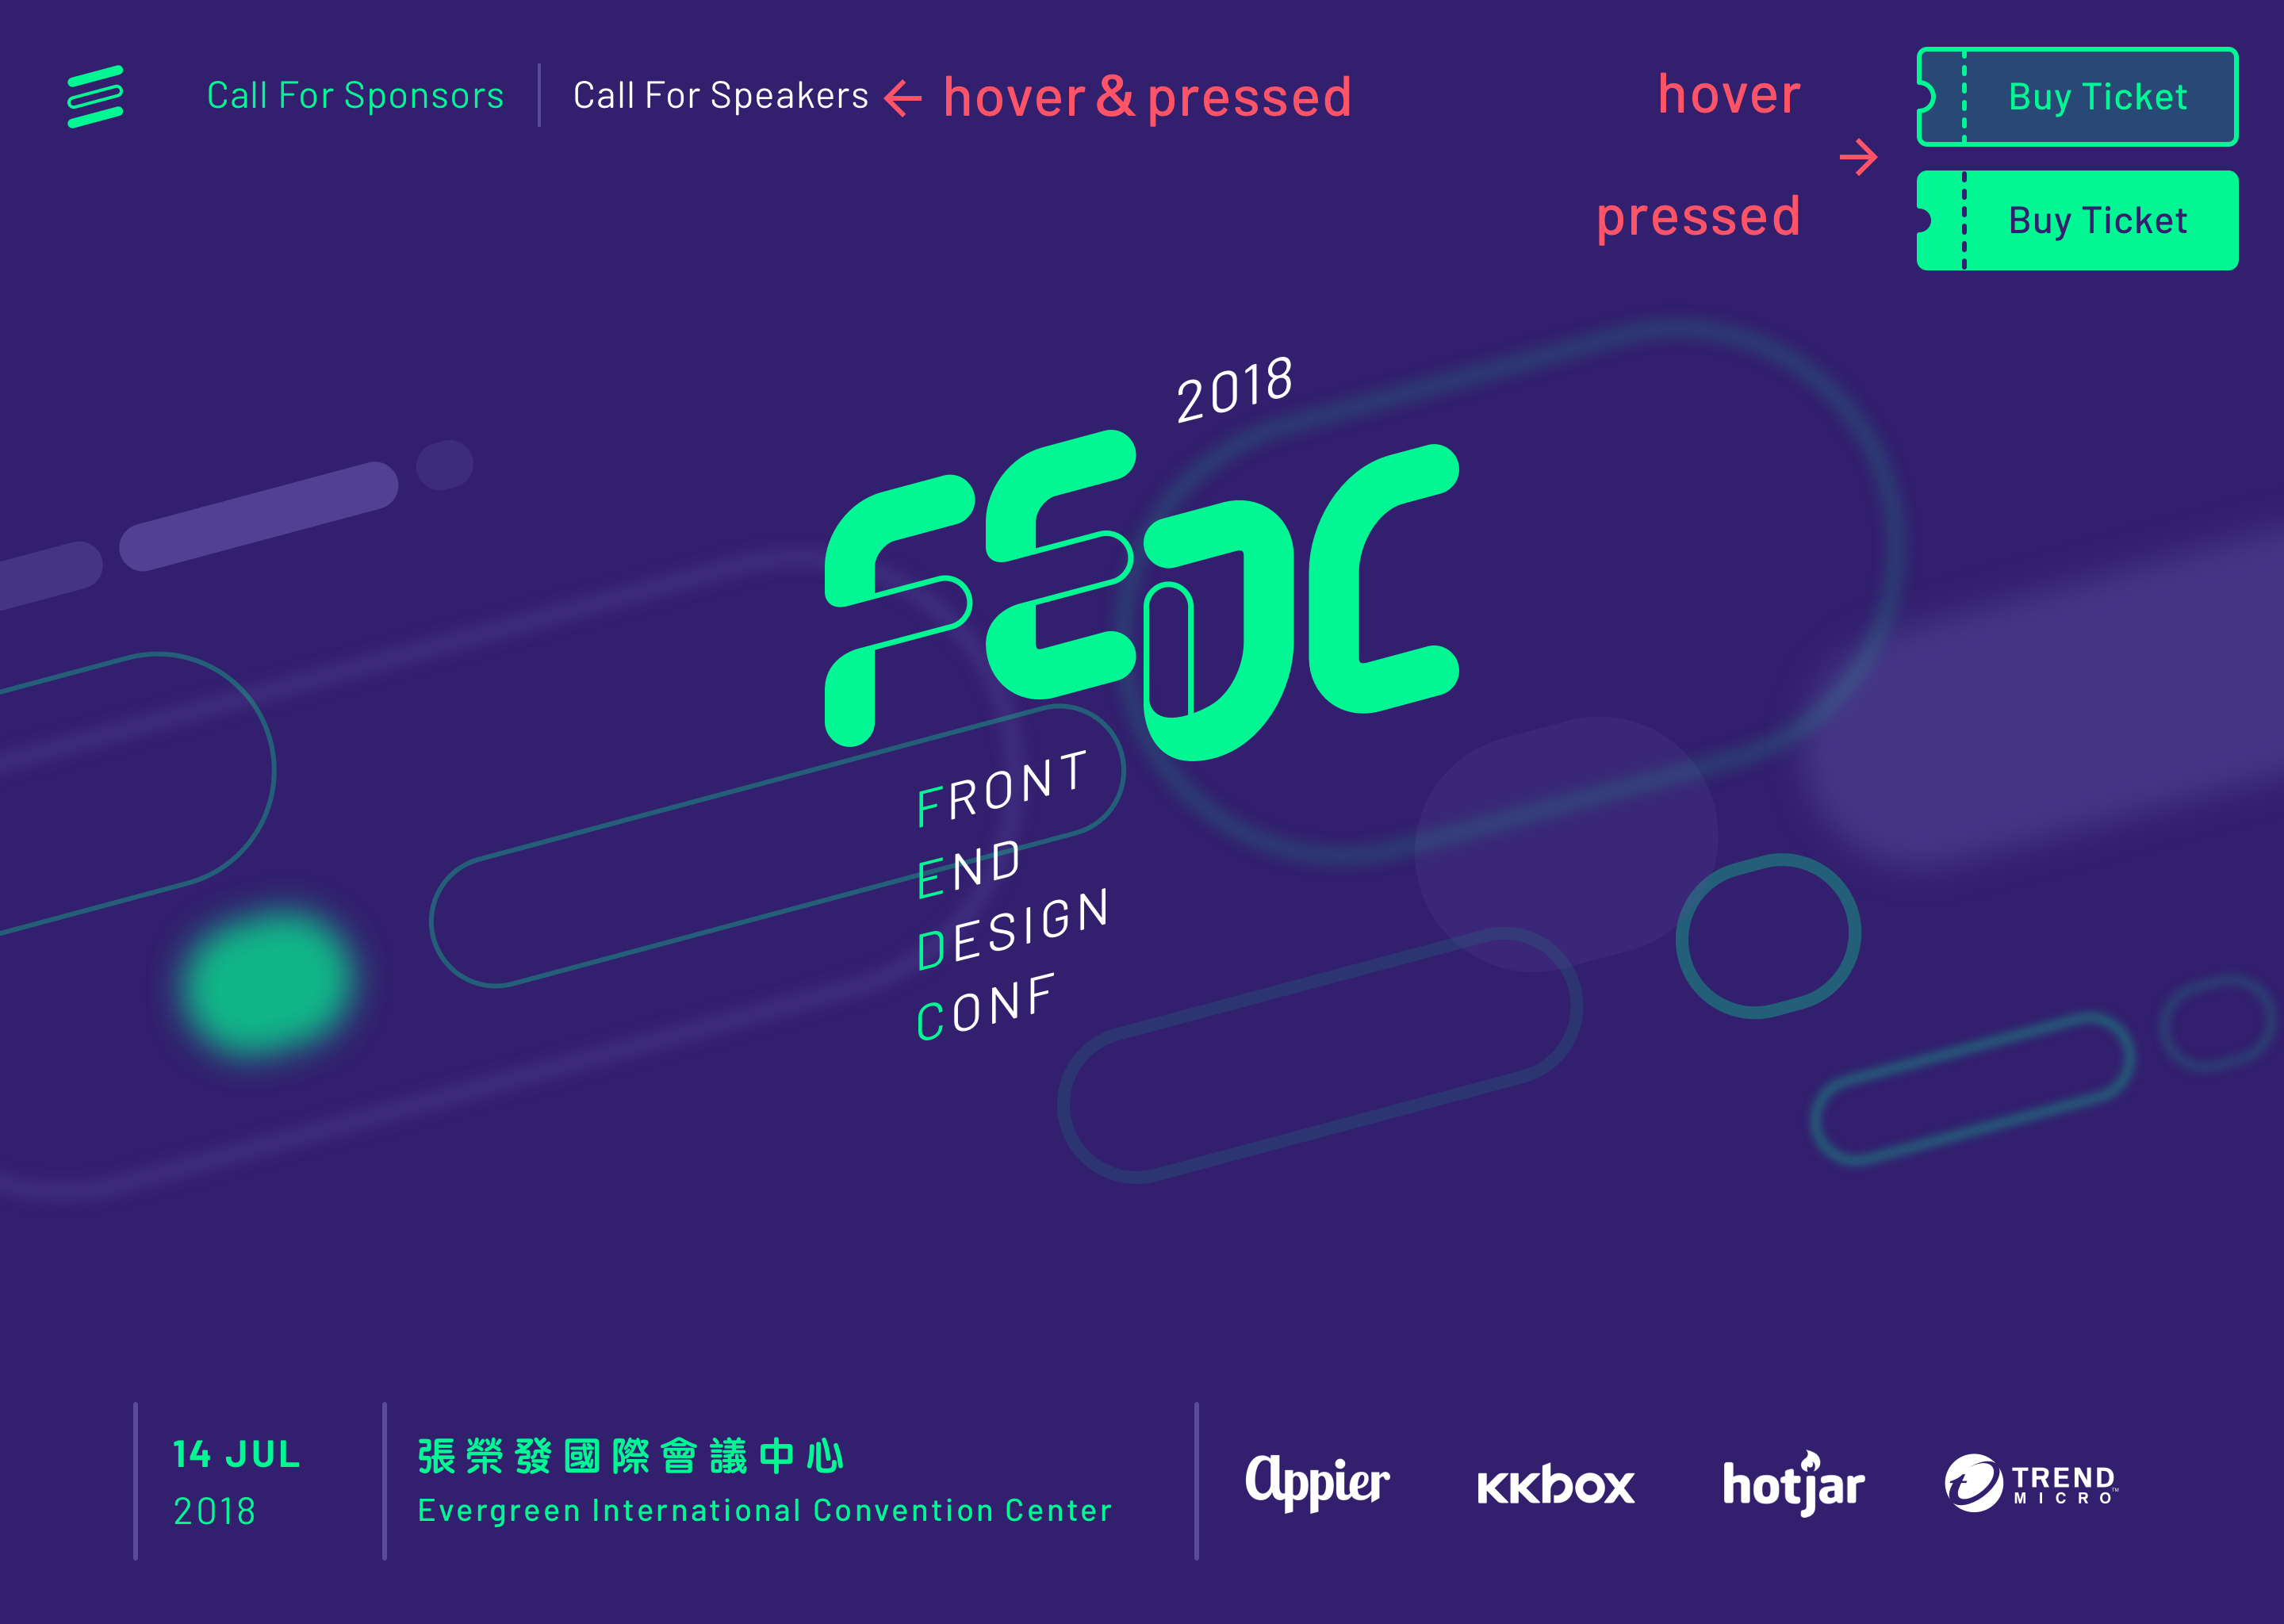 Call For Sponsors
Call For Speakers
← hover & pressed
hover
→
pressed
Buy Ticket
Buy Ticket
2018
FEDC
FRONT
END
DESIGN
CONF
14 JUL
2018
張榮發國際會議中心
Evergreen International Convention Center
appier
KKBOX
hotjar
TREND
MICRO™